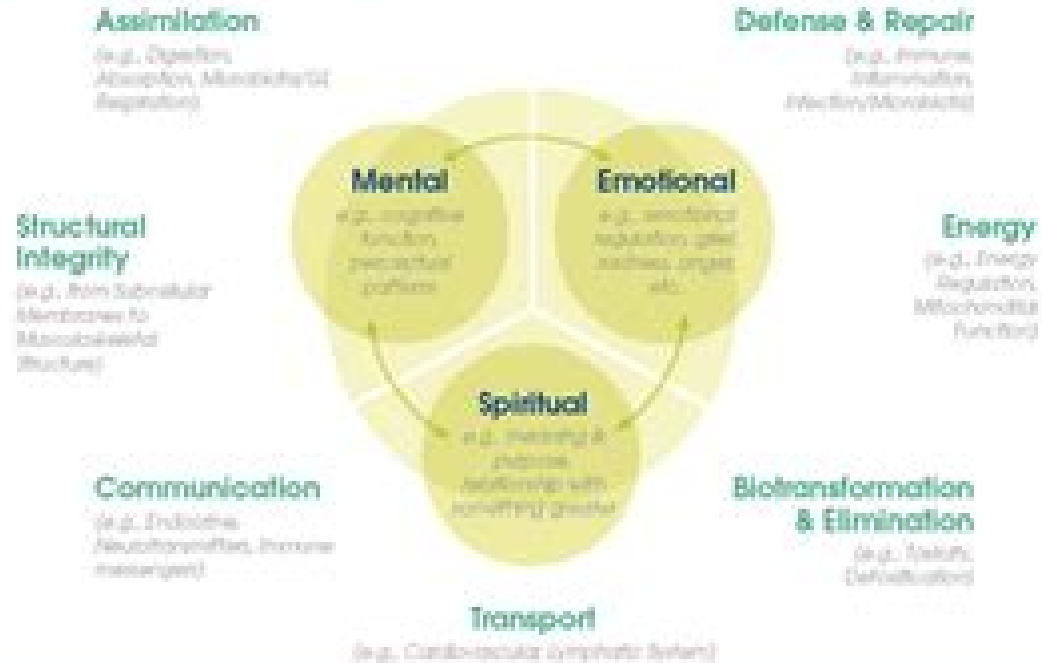 Assimilation
(e.g., Digestion,
Absorption, Microbiota/GI
Regulation)
Defense & Repair
(e.g., Immune,
Inflammation,
Infection/Microbiota)
Mental
e.g., cognitive
function,
perceptual
patterns
Emotional
e.g., emotional
regulation, grief,
sadness, anger,
etc.
Structural
Integrity
(e.g., from Subcellular
Membranes to
Musculoskeletal
Structure)
Energy
(e.g., Energy
Regulation,
Mitochondrial
Function)
Spiritual
e.g., meaning &
purpose,
relationship with
something greater
Communication
(e.g., Endocrine,
Neurotransmitters, Immune
messengers)
Biotransformation
& Elimination
(e.g., Toxicity,
Detoxification)
Transport
(e.g., Cardiovascular, Lymphatic System)